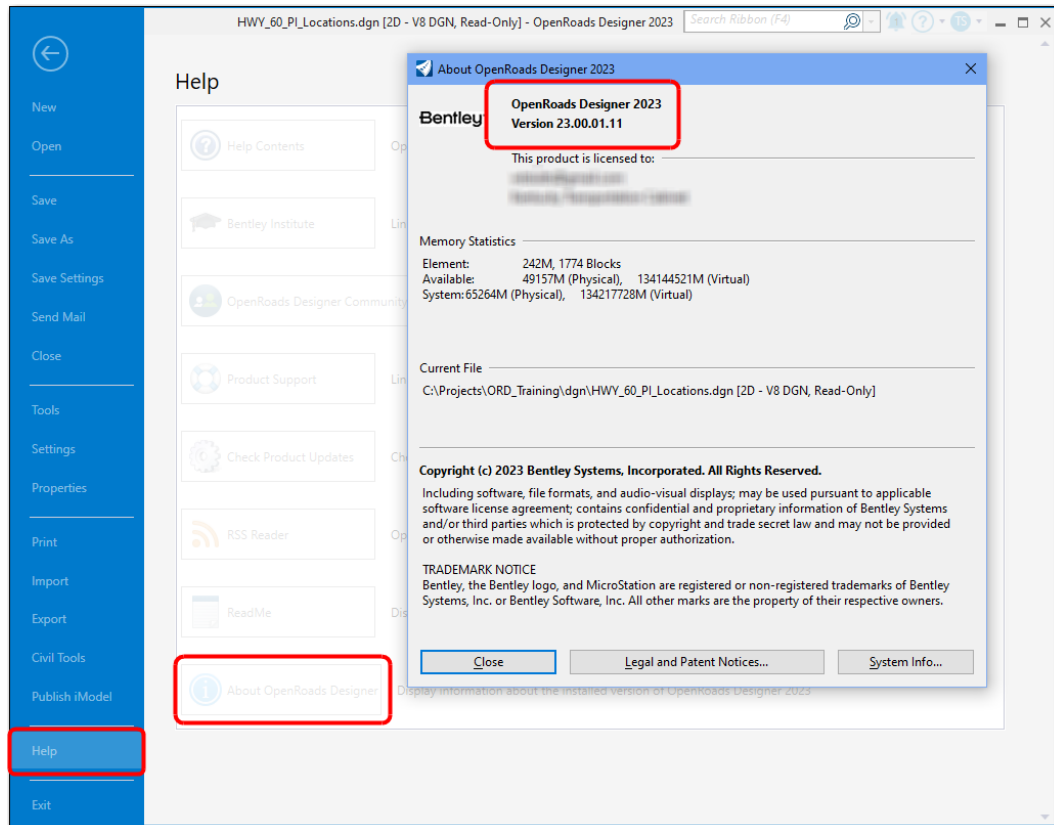 HWY_60_PI_Locations.dgn [2D - V8 DGN, Read-Only] - OpenRoads Designer 2023
Search Ribbon (F4)
?
TS
Help
New
Open
Save
Save As
Save Settings
Send Mail
Close
Tools
Settings
Properties
Print
Import
Export
Civil Tools
Publish iModel
Help
Exit
Help Contents
Op
Bentley Institute
Lin
OpenRoads Designer Community
Product Support
Lin
Check Product Updates
Ch
RSS Reader
Op
ReadMe
Dis
About OpenRoads Designer
Display information about the installed version of OpenRoads Designer 2023
About OpenRoads Designer 2023
Bentley
OpenRoads Designer 2023
Version 23.00.01.11
This product is licensed to:
Memory Statistics
Element: 242M, 1774 Blocks
Available: 49157M (Physical), 134144521M (Virtual)
System:65264M (Physical), 134217728M (Virtual)
Current File
C:\Projects\ORD_Training\dgn\HWY_60_PI_Locations.dgn [2D - V8 DGN, Read-Only]
Copyright (c) 2023 Bentley Systems, Incorporated. All Rights Reserved.
Including software, file formats, and audio-visual displays; may be used pursuant to applicable
software license agreement; contains confidential and proprietary information of Bentley Systems
and/or third parties which is protected by copyright and trade secret law and may not be provided
or otherwise made available without proper authorization.
TRADEMARK NOTICE
Bentley, the Bentley logo, and MicroStation are registered or non-registered trademarks of Bentley
Systems, Inc. or Bentley Software, Inc. All other marks are the property of their respective owners.
Close
Legal and Patent Notices...
System Info...